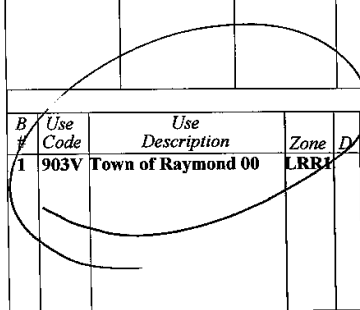 B Use Use
# Code Description Zone D
1 903V Town of Raymond 00 LRR1